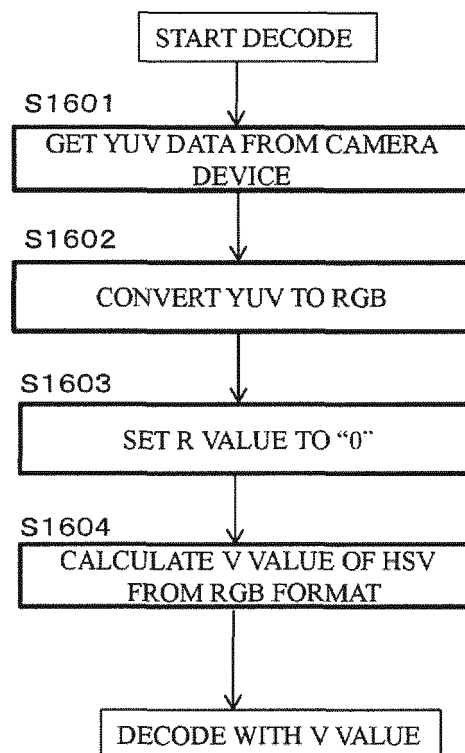 START DECODE
S1601
GET YUV DATA FROM CAMERA
DEVICE
S1602
CONVERT YUV TO RGB
S1603
SET R VALUE TO “0”
S1604
CALCULATE V VALUE OF HSV
FROM RGB FORMAT
DECODE WITH V VALUE